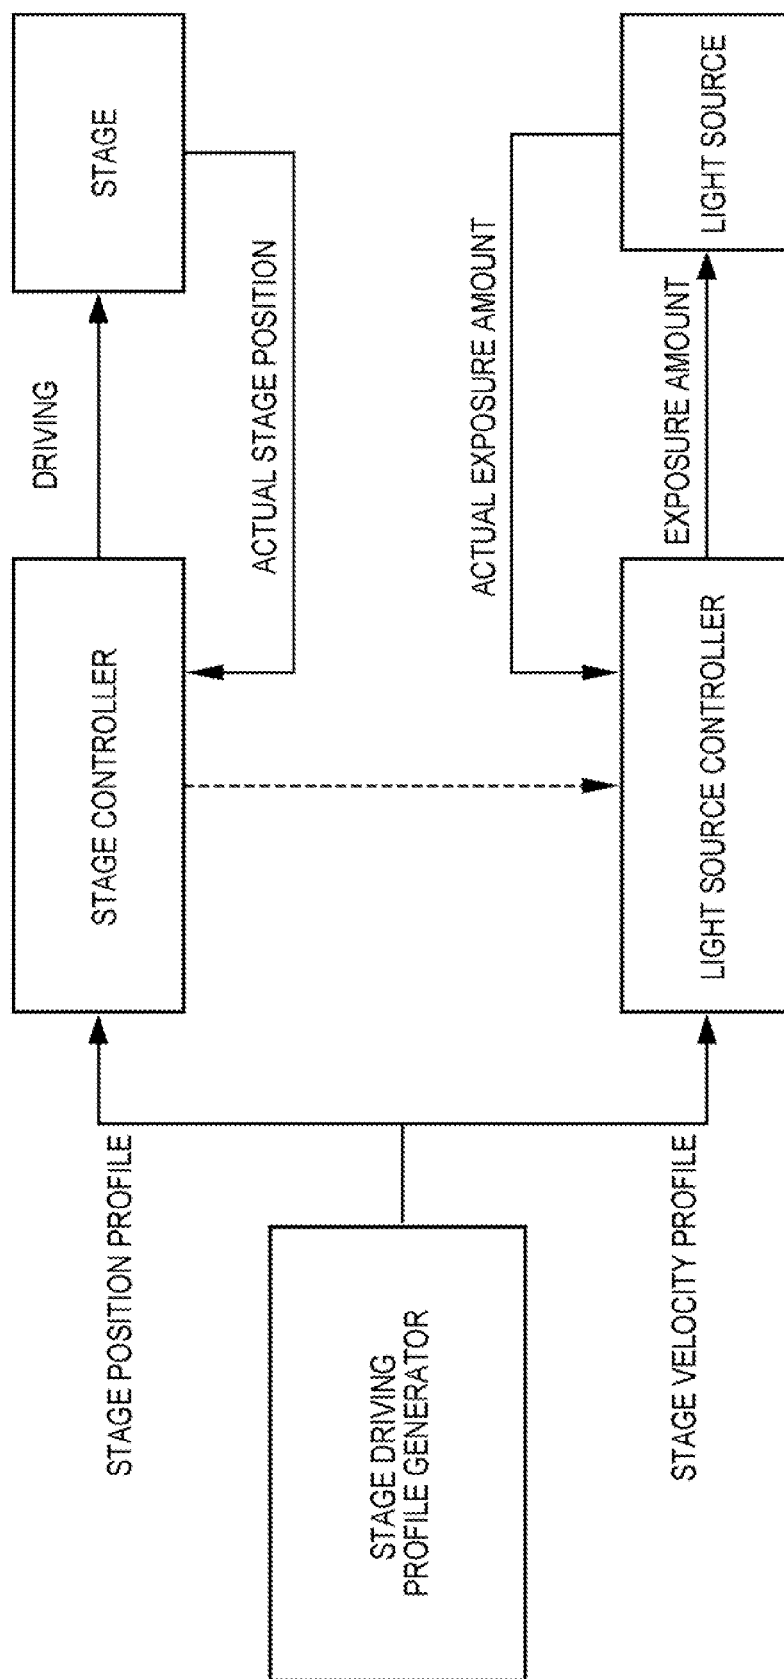 STAGE DRIVING
PROFILE GENERATOR
STAGE POSITION PROFILE
STAGE VELOCITY PROFILE
STAGE CONTROLLER
DRIVING
STAGE
ACTUAL STAGE POSITION
ACTUAL EXPOSURE AMOUNT
LIGHT SOURCE CONTROLLER
EXPOSURE AMOUNT
LIGHT SOURCE